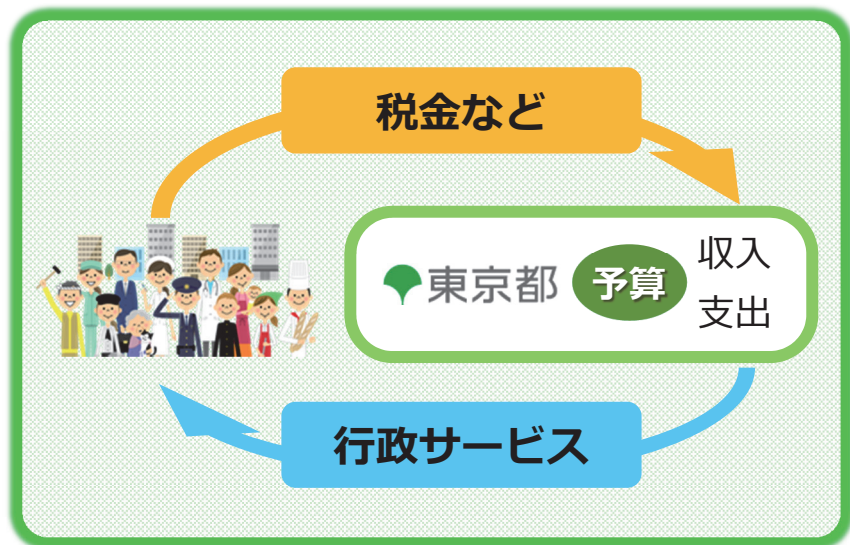 税金など
東京都 予算 収入
支出
行政サービス